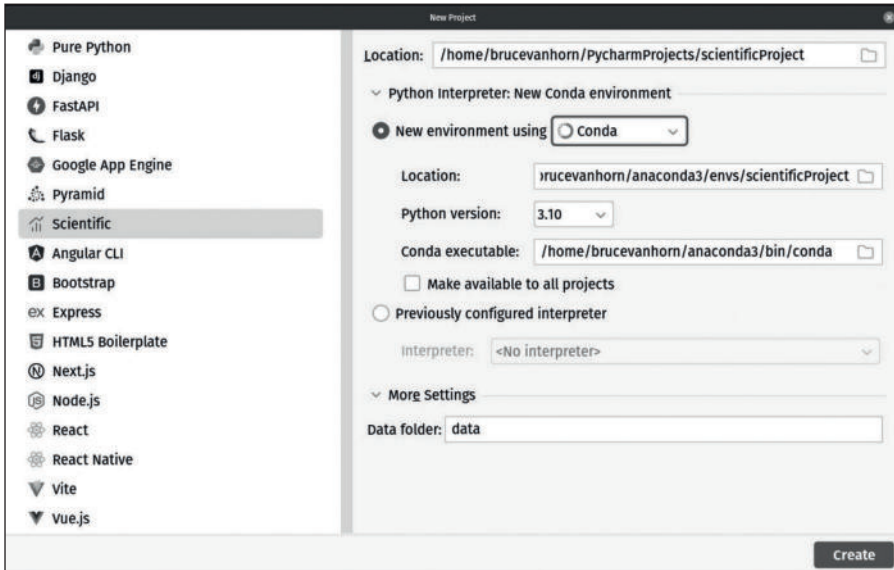 New Project
Pure Python
Django
FastAPI
Flask
Google App Engine
Pyramid
Scientific
Angular CLI
Bootstrap
Express
HTML5 Boilerplate
Next.js
Node.js
React
React Native
Vite
Vue.js
Location: /home/brucevanhorn/PycharmProjects/scientificProject
Python Interpreter: New Conda environment
New environment using Conda
Location: rucevanhorn/anaconda3/envs/scientificProject
Python version: 3.10
Conda executable: /home/brucevanhorn/anaconda3/bin/conda
Make available to all projects
Previously configured interpreter
Interpreter: <No interpreter>
More Settings
Data folder: data
Create